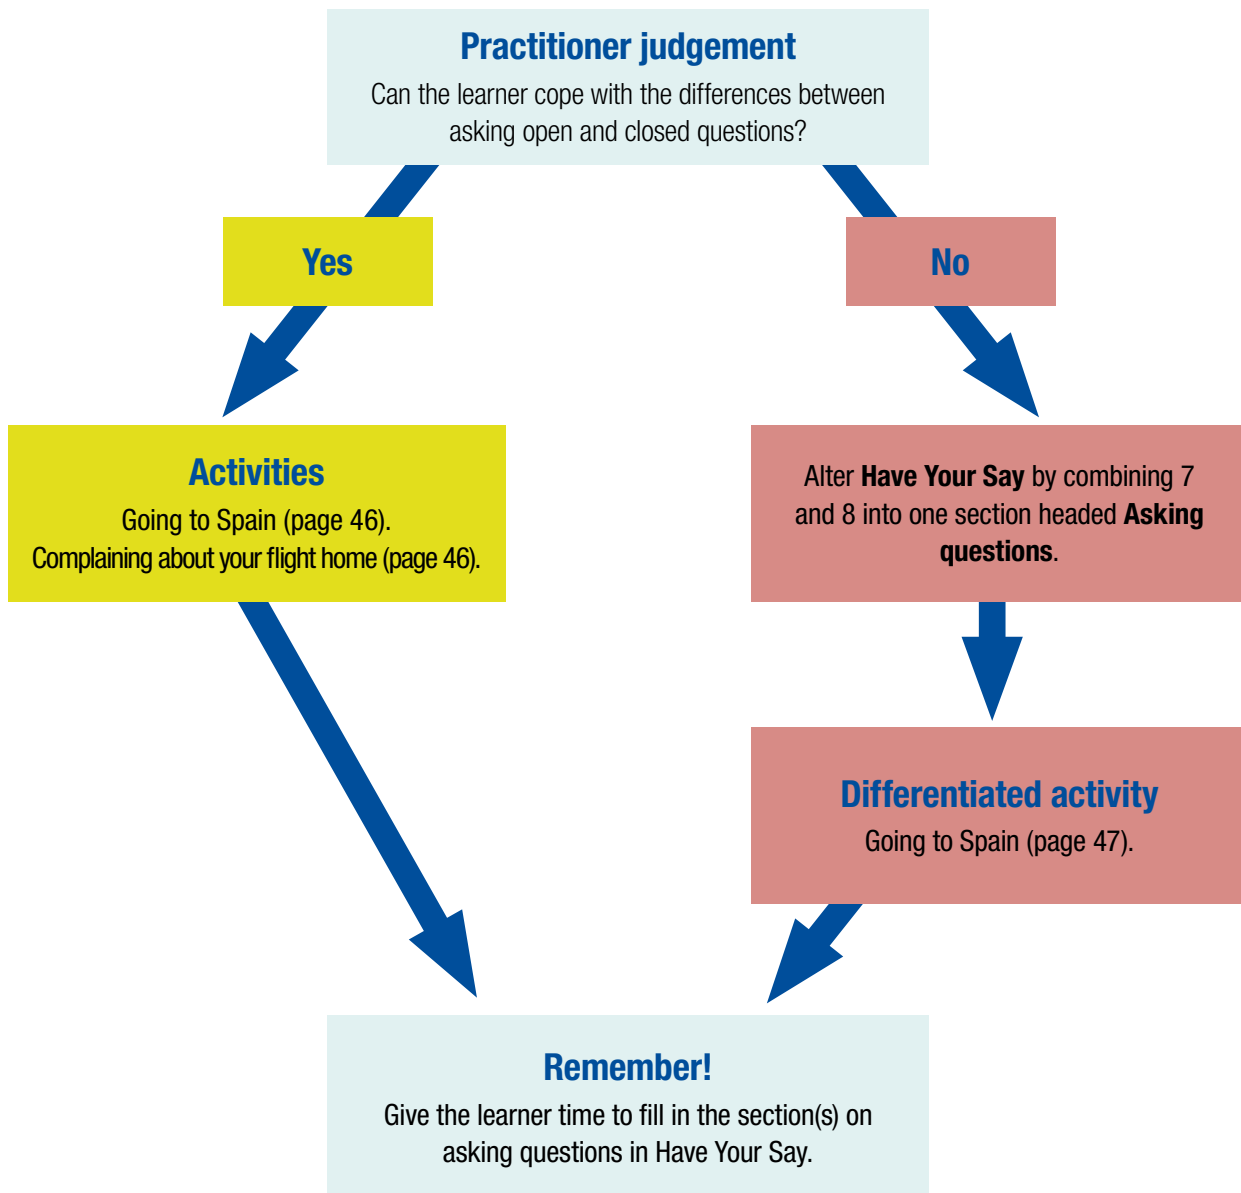 Practitioner judgement
Can the learner cope with the differences between
asking open and closed questions?
Yes
No
Activities
Going to Spain (page 46).
Complaining about your flight home (page 46).
Alter Have Your Say by combining 7
and 8 into one section headed Asking
questions.
Differentiated activity
Going to Spain (page 47).
Remember!
Give the learner time to fill in the section(s) on
asking questions in Have Your Say.